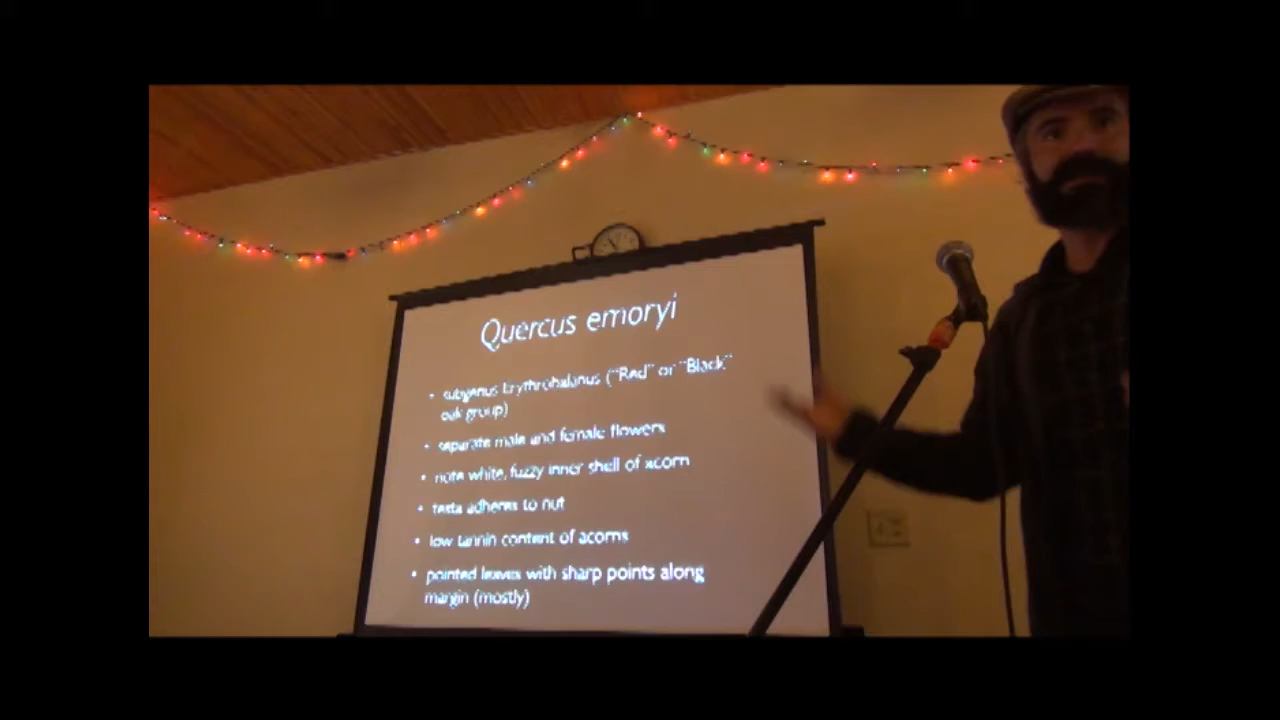 Quercus emoryi
• subgenus Erythrobalanus ("Red" or "Black"
oak group)
• separate male and female flowers
• note white, fuzzy inner shell of acorn
• testa adheres to nut
• low tannin content of acorns
• pointed leaves with sharp points along
margin (mostly)